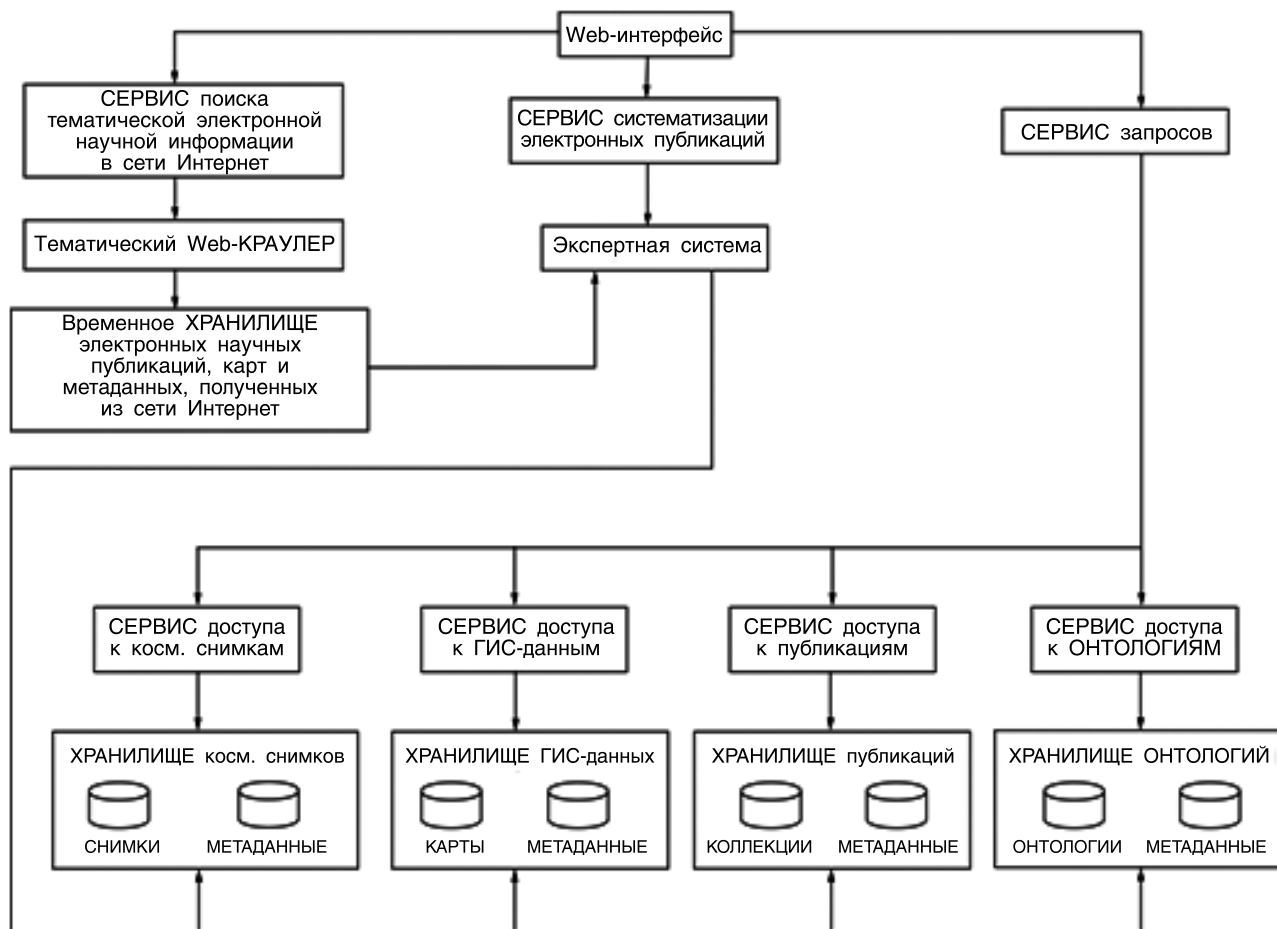 Web-интерфейс
СЕРВИС поиска
тематической электронной
научной информации
в сети Интернет
СЕРВИС систематизации
электронных публикаций
СЕРВИС запросов
Тематический Web-КРАУЛЕР
Экспертная система
Временное ХРАНИЛИЩЕ
электронных научных
публикаций, карт и
метаданных, полученных
из сети Интернет
СЕРВИС доступа
к косм. снимкам
СЕРВИС доступа
к ГИС-данным
СЕРВИС доступа
к публикациям
СЕРВИС доступа
к ОНТОЛОГИЯМ
ХРАНИЛИЩЕ косм. снимков
СНИМКИ МЕТАДАННЫЕ
ХРАНИЛИЩЕ ГИС-данных
КАРТЫ МЕТАДАННЫЕ
ХРАНИЛИЩЕ публикаций
КОЛЛЕКЦИИ МЕТАДАННЫЕ
ХРАНИЛИЩЕ ОНТОЛОГИЙ
ОНТОЛОГИИ МЕТАДАННЫЕ